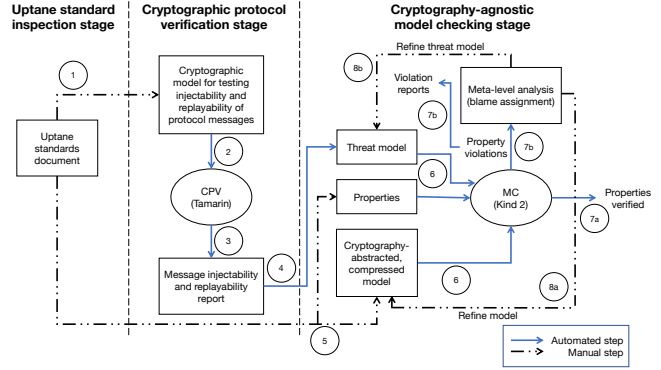 Uptane standard
inspection stage
Cryptographic protocol
verification stage
Cryptography-agnostic
model checking stage
1
Uptane
standards
document
Cryptographic
model for testing
injectability and
replayability of
protocol messages
2
CPV
(Tamarin)
3
Message injectability
and replayability
report
4
5
Refine threat model
8b
Violation
reports
7b
Meta-level analysis
(blame assignment)
Threat model
Property
violations
7b
6
Properties
MC
(Kind 2)
Properties
verified
7a
Cryptography-
abstracted,
compressed
model
6
8a
Refine model
Automated step
Manual step